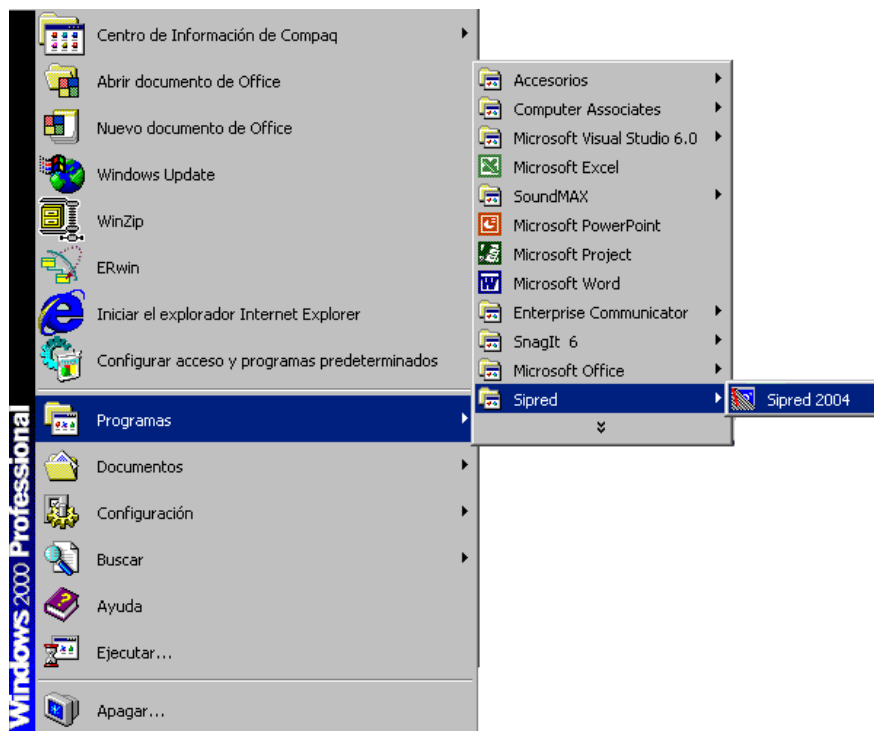 Centro de Información de Compaq
Abrir documento de Office
Nuevo documento de Office
Windows Update
WinZip
ERwin
Iniciar el explorador Internet Explorer
Configurar acceso y programas predeterminados
Programas
Documentos
Configuración
Buscar
Ayuda
Ejecutar...
Apagar...
Windows 2000 Professional
Accesorios
Computer Associates
Microsoft Visual Studio 6.0
Microsoft Excel
SoundMAX
Microsoft PowerPoint
Microsoft Project
Microsoft Word
Enterprise Communicator
SnagIt 6
Microsoft Office
Sipred
Sipred 2004